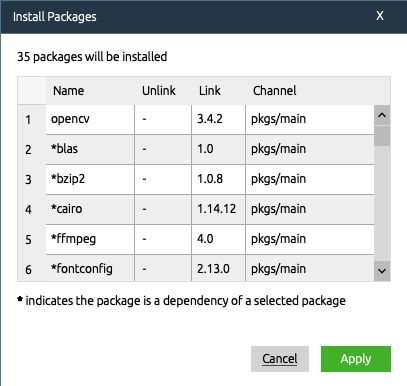 Install Packages X
35 packages will be installed
Name Unlink Link Channel
1 opencv - 3.4.2 pkgs/main
2 *blas - 1.0 pkgs/main
3 *bzip2 - 1.0.8 pkgs/main
4 *cairo - 1.14.12 pkgs/main
5 *ffmpeg - 4.0 pkgs/main
6 *fontconfig - 2.13.0 pkgs/main
* indicates the package is a dependency of a selected package
Cancel Apply